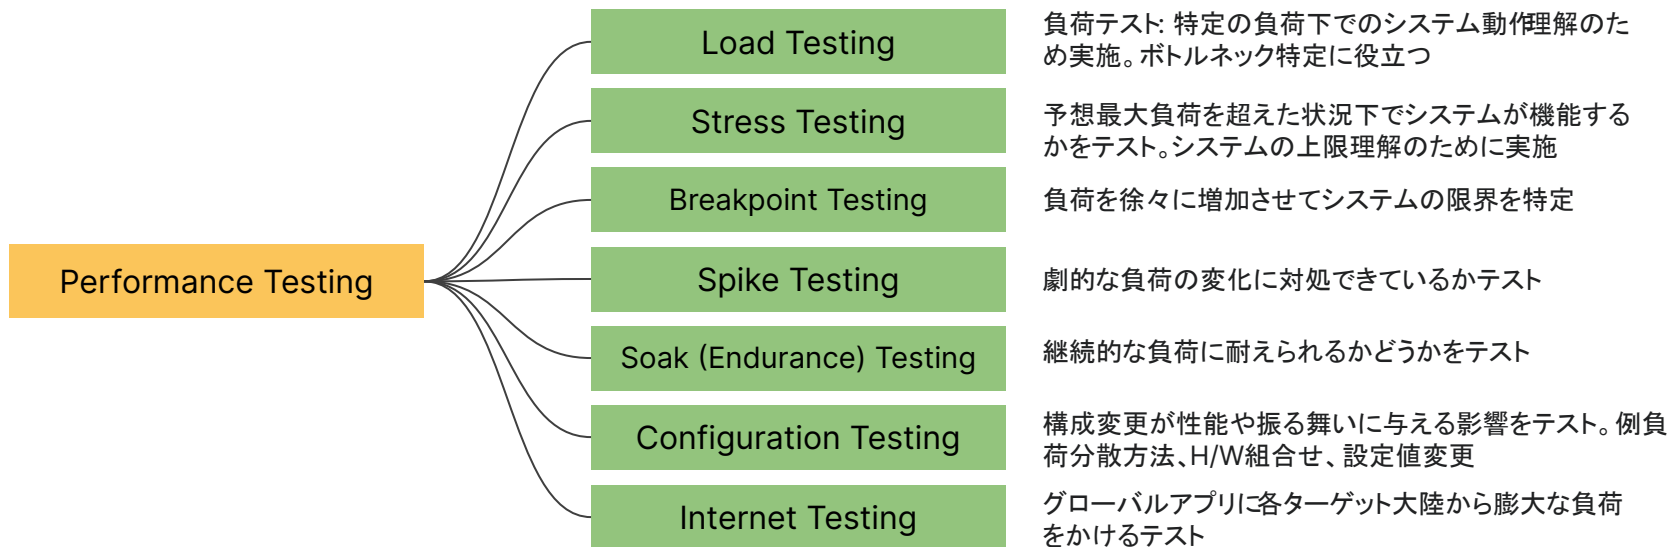 Performance Testing
Load Testing
負荷テスト: 特定の負荷下でのシステム動作理解のた
め実施。ボトルネック特定に役立つ
Stress Testing
予想最大負荷を超えた状況下でシステムが機能する
かをテスト。システムの上限理解のために実施
Breakpoint Testing
負荷を徐々に増加させてシステムの限界を特定
Spike Testing
劇的な負荷の変化に対処できているかテスト
Soak (Endurance) Testing
継続的な負荷に耐えられるかどうかをテスト
Configuration Testing
構成変更が性能や振る舞いに与える影響をテスト。例負
荷分散方法、H/W組合せ、設定値変更
Internet Testing
グローバルアプリに各ターゲット大陸から膨大な負荷
をかけるテスト